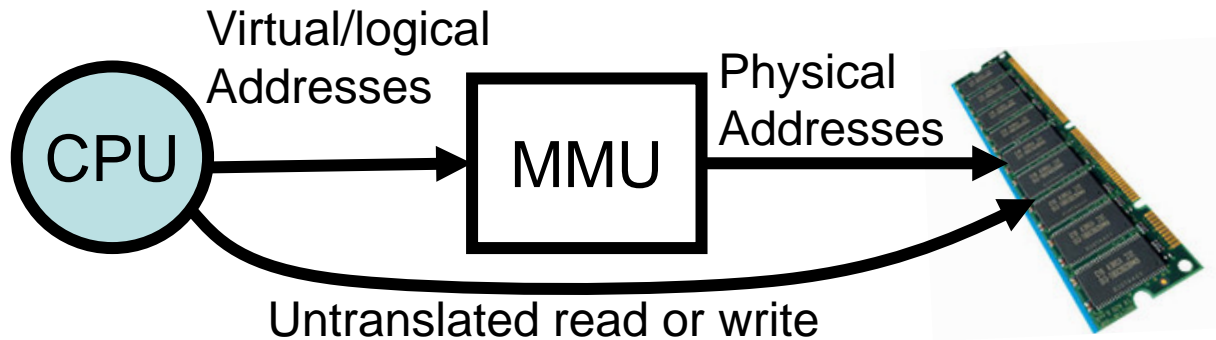 Virtual/logical
Addresses
CPU
MMU
Physical
Addresses
Untranslated read or write